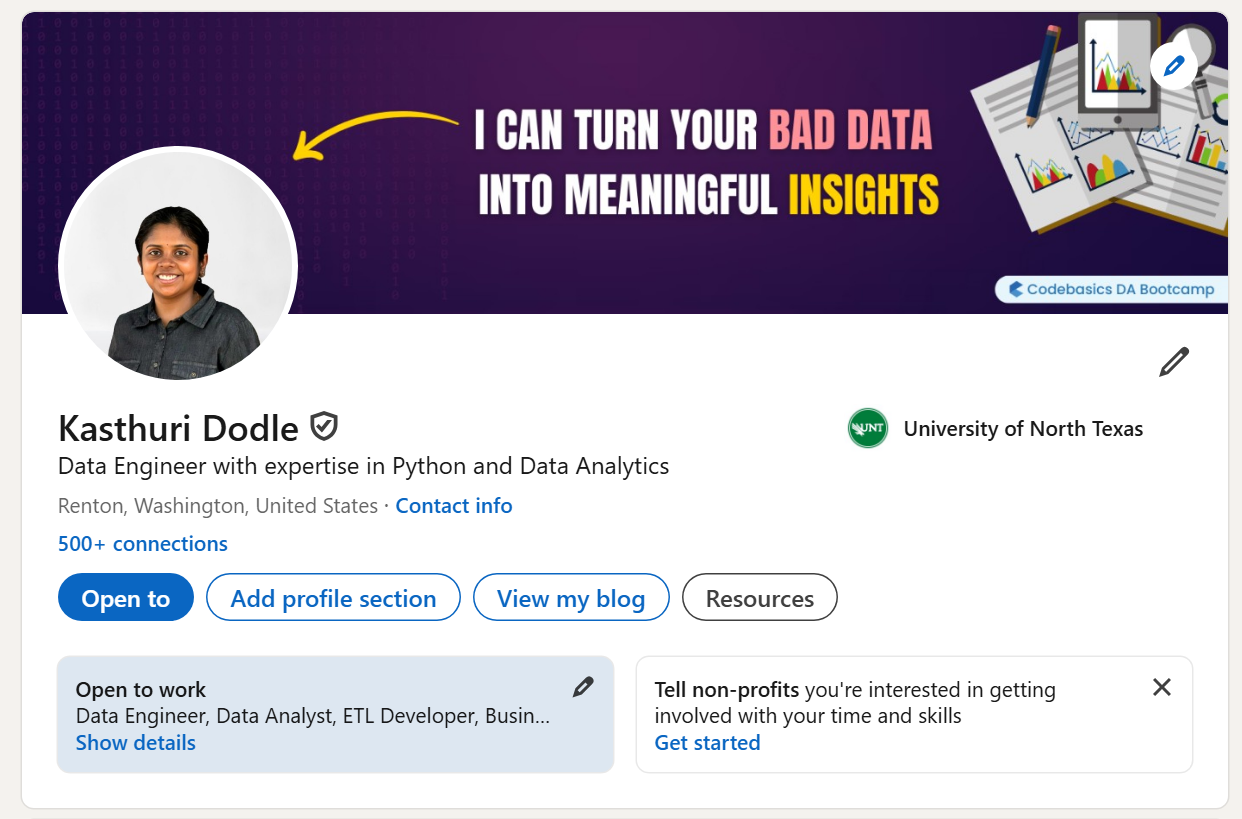 I CAN TURN YOUR BAD DATA
INTO MEANINGFUL INSIGHTS
Codebasics DA Bootcamp
Kasthuri Dodle
UNT
University of North Texas
Data Engineer with expertise in Python and Data Analytics
Renton, Washington, United States · Contact info
500+ connections
Open to
Add profile section
View my blog
Resources
Open to work
Data Engineer, Data Analyst, ETL Developer, Busin...
Show details
Tell non-profits you're interested in getting
involved with your time and skills
Get started